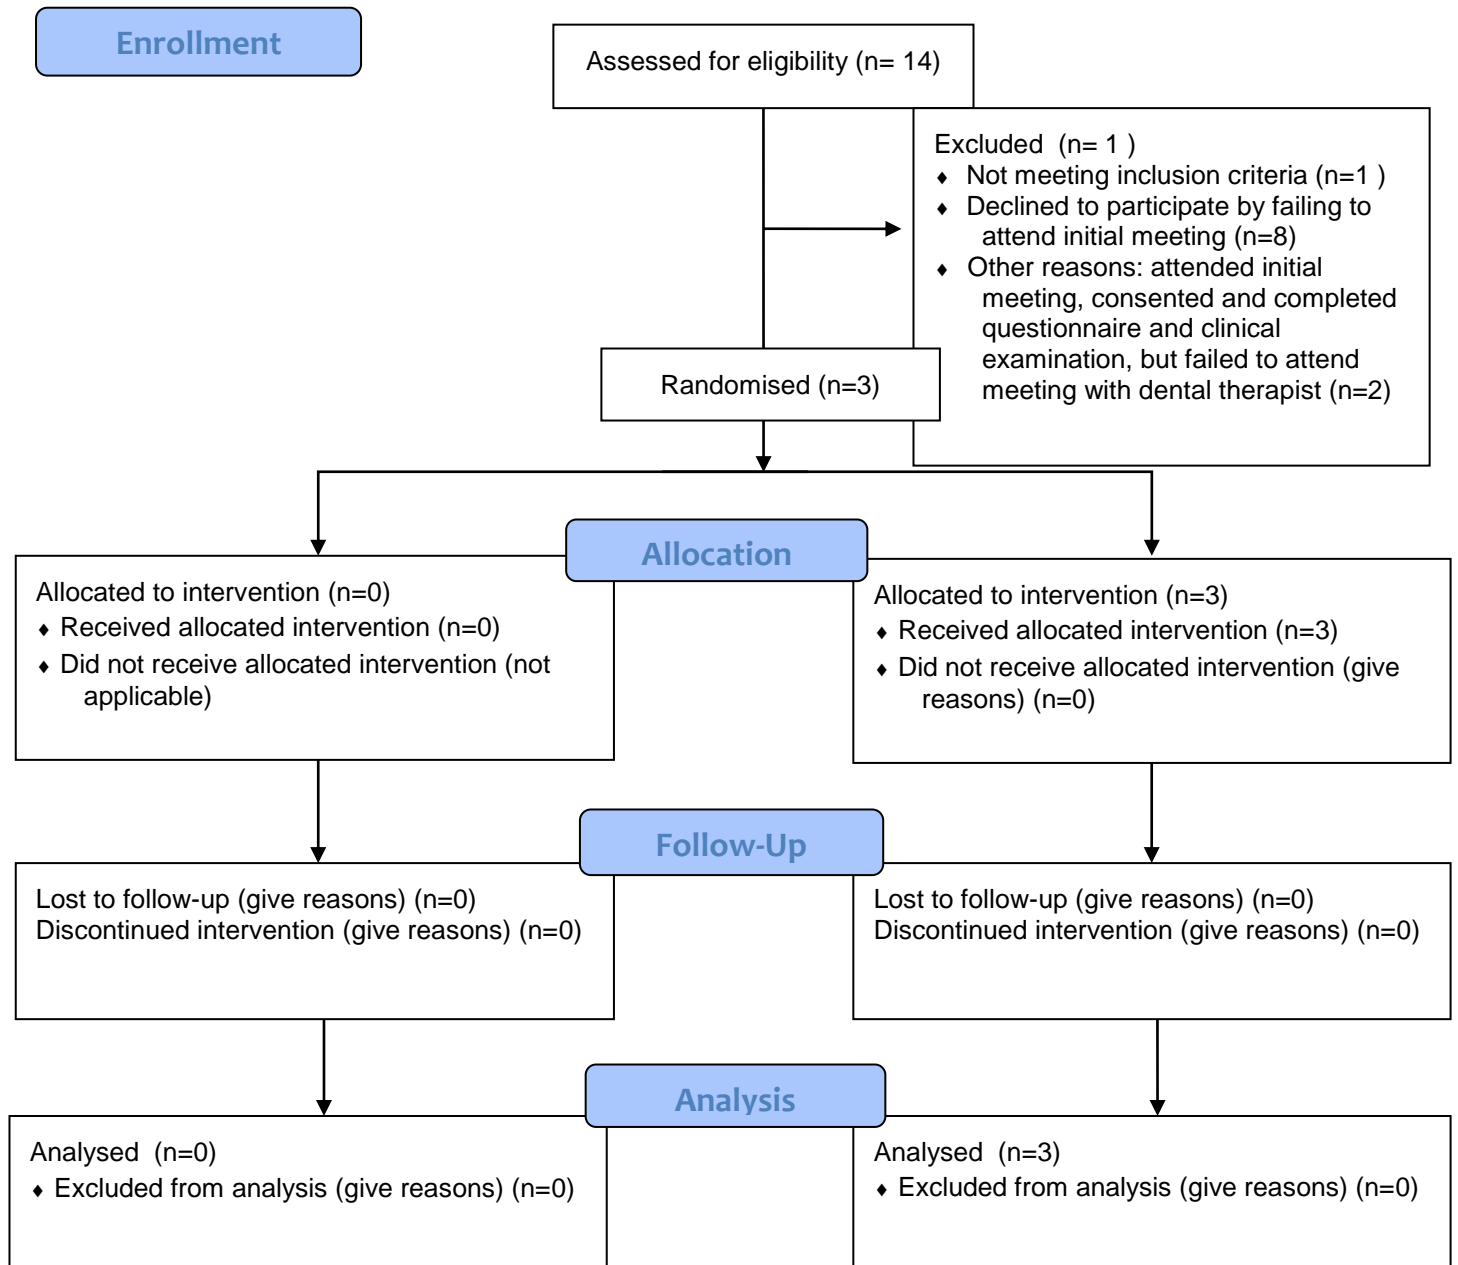 Enrollment
Assessed for eligibility (n= 14)
Excluded (n= 1 )
♦ Not meeting inclusion criteria (n=1 )
♦ Declined to participate by failing to
attend initial meeting (n=8)
♦ Other reasons: attended initial
meeting, consented and completed
questionnaire and clinical
examination, but failed to attend
meeting with dental therapist (n=2)
Randomised (n=3)
Allocation
Allocated to intervention (n=0)
♦ Received allocated intervention (n=0)
♦ Did not receive allocated intervention (not
applicable)
Allocated to intervention (n=3)
♦ Received allocated intervention (n=3)
♦ Did not receive allocated intervention (give
reasons) (n=0)
Follow-Up
Lost to follow-up (give reasons) (n=0)
Discontinued intervention (give reasons) (n=0)
Lost to follow-up (give reasons) (n=0)
Discontinued intervention (give reasons) (n=0)
Analysis
Analysed (n=0)
♦ Excluded from analysis (give reasons) (n=0)
Analysed (n=3)
♦ Excluded from analysis (give reasons) (n=0)